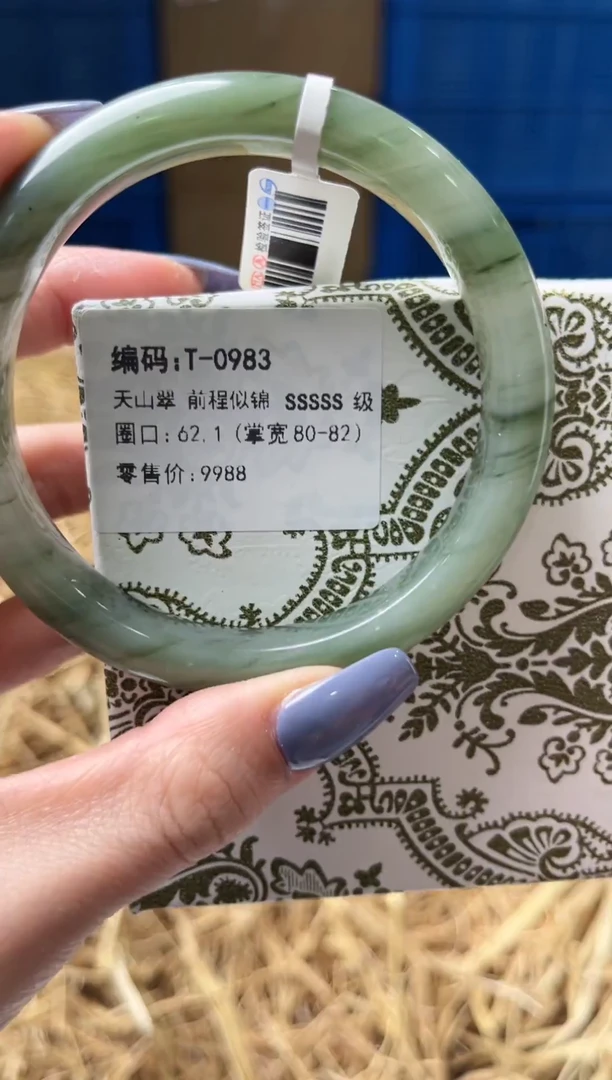 编码:T-0983
天山翠 前程似锦 SSSSS 级
圈口:62.1(掌宽80-82)
零售价:9988